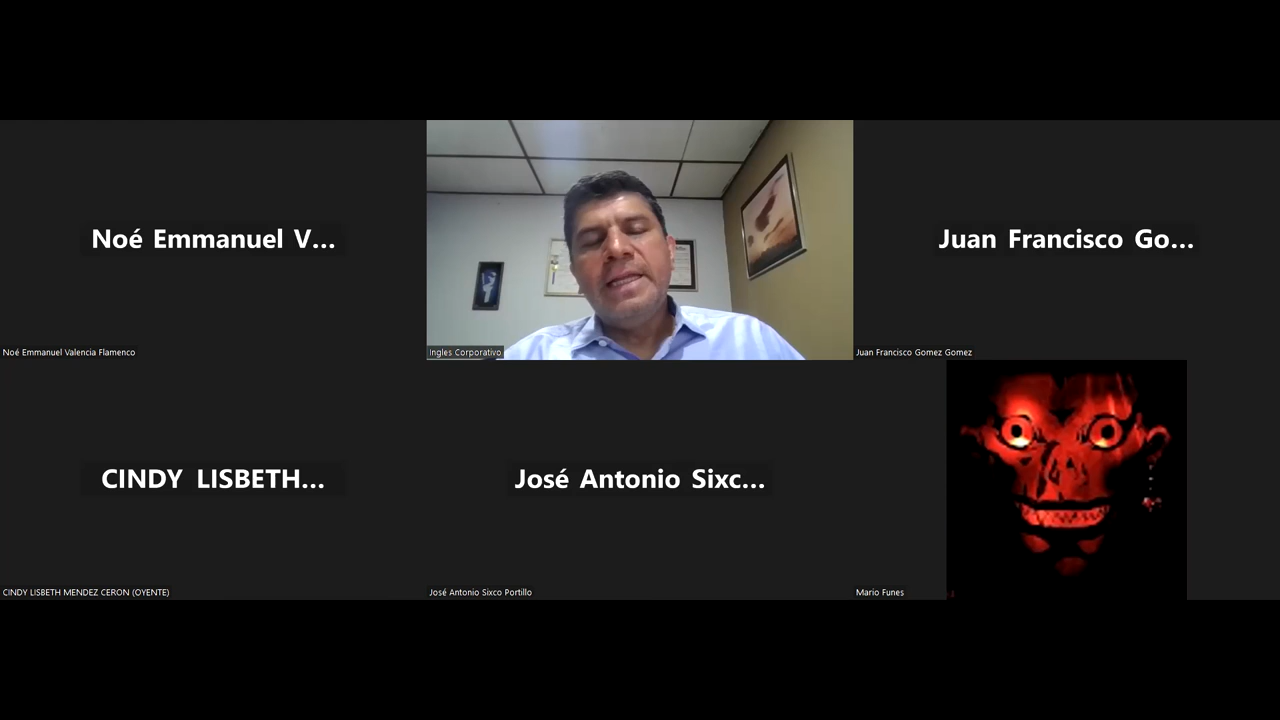 Noé Emmanuel V...
Noé Emmanuel Valencia Flamenco
Ingles Corporativo
Juan Francisco Go...
Juan Francisco Gomez Gomez
CINDY LISBETH...
CINDY LISBETH MENDEZ CERON (OYENTE)
José Antonio Sixc...
José Antonio Sixco Portillo
Mario Funes